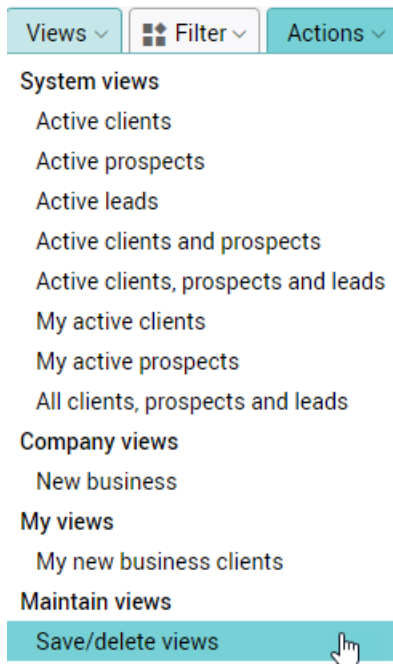 Views Filter Actions
System views
Active clients
Active prospects
Active leads
Active clients and prospects
Active clients, prospects and leads
My active clients
My active prospects
All clients, prospects and leads
Company views
New business
My views
My new business clients
Maintain views
Save/delete views